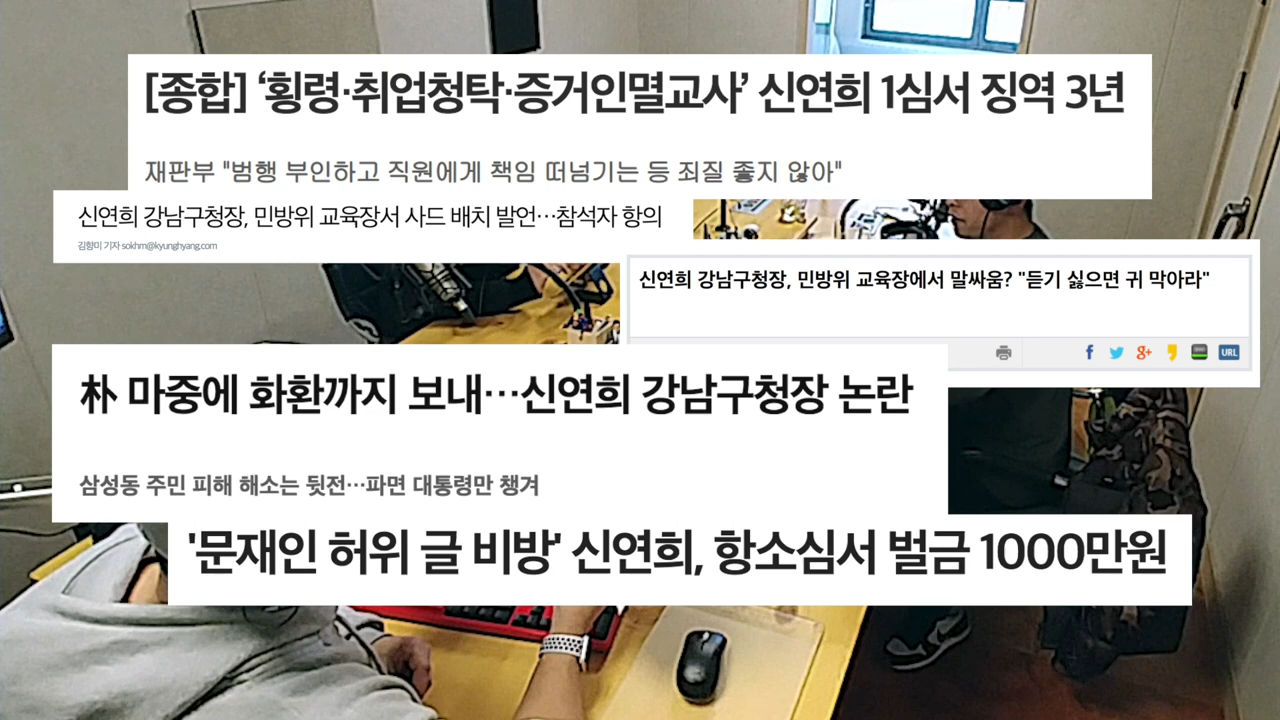 [종합] ‘횡령·취업청탁·증거인멸교사’ 신연희 1심서 징역 3년
재판부 "범행 부인하고 직원에게 책임 떠넘기는 등 죄질 좋지 않아"
신연희 강남구청장, 민방위 교육장서 사드 배치 발언…참석자 항의
김향미 기자 sokhm@kyunghyang.com
신연희 강남구청장, 민방위 교육장에서 말싸움? "듣기 싫으면 귀 막아라"
f
g+
URL
朴 마중에 화환까지 보내…신연희 강남구청장 논란
삼성동 주민 피해 해소는 뒷전…파면 대통령만 챙겨
'문재인 허위 글 비방' 신연희, 항소심서 벌금 1000만원